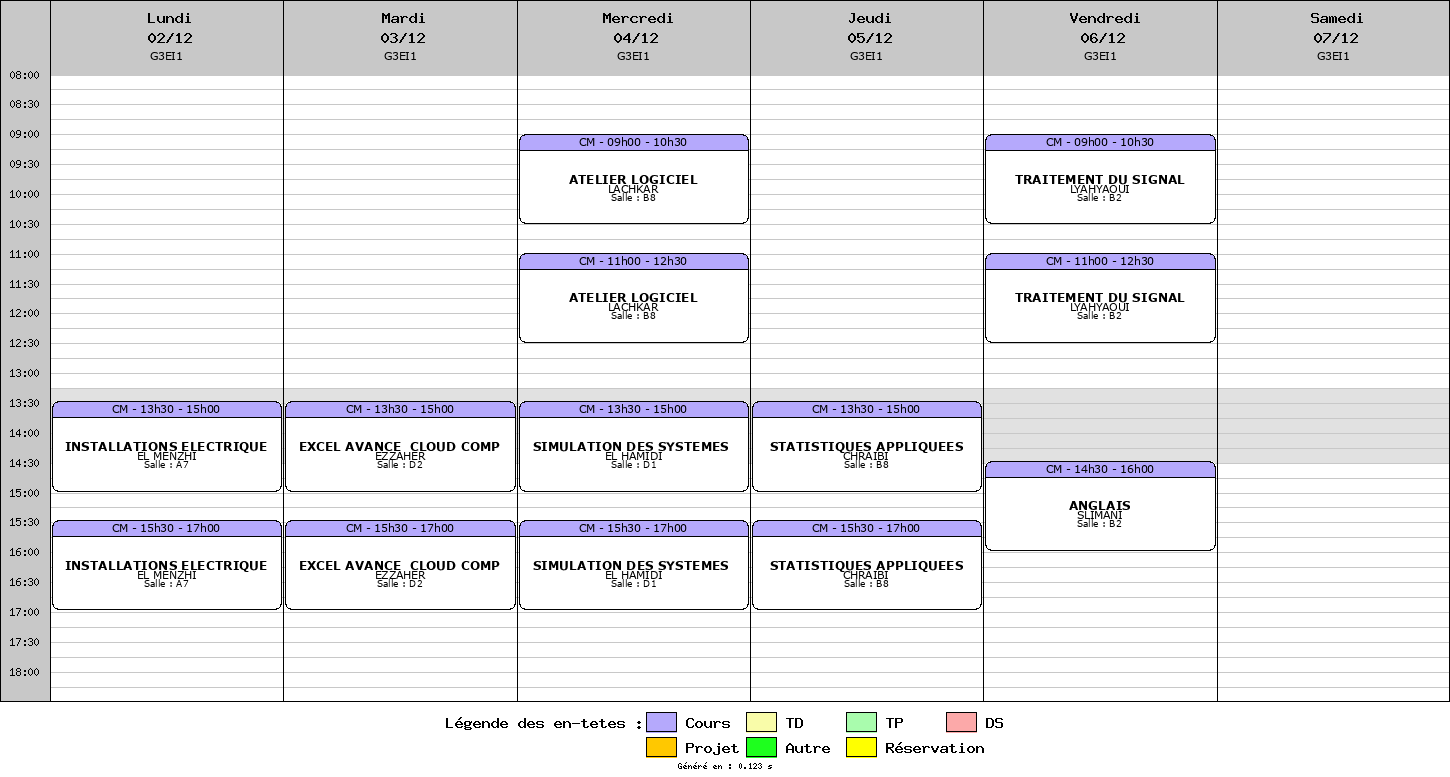 Lundi
02/12
G3EI1
Mardi
03/12
G3EI1
Mercredi
04/12
G3EI1
Jeudi
05/12
G3EI1
Vendredi
06/12
G3EI1
Samedi
07/12
G3EI1
08:00
08:30
09:00
09:30
10:00
10:30
11:00
11:30
12:00
12:30
13:00
13:30
14:00
14:30
15:00
15:30
16:00
16:30
17:00
17:30
18:00
CM - 13h30 - 15h00
INSTALLATIONS ELECTRIQUE
EL MENZHI
Salle : A7
CM - 15h30 - 17h00
INSTALLATIONS ELECTRIQUE
EL MENZHI
Salle : A7
CM - 13h30 - 15h00
EXCEL AVANCE  CLOUD COMP
EZZAHER
Salle : D2
CM - 15h30 - 17h00
EXCEL AVANCE  CLOUD COMP
EZZAHER
Salle : D2
CM - 09h00 - 10h30
ATELIER LOGICIEL
LACHKAR
Salle : B8
CM - 11h00 - 12h30
ATELIER LOGICIEL
LACHKAR
Salle : B8
CM - 13h30 - 15h00
SIMULATION DES SYSTEMES
EL HAMIDI
Salle : D1
CM - 15h30 - 17h00
SIMULATION DES SYSTEMES
EL HAMIDI
Salle : D1
CM - 13h30 - 15h00
STATISTIQUES APPLIQUEES
CHRAIBI
Salle : B8
CM - 15h30 - 17h00
STATISTIQUES APPLIQUEES
CHRAIBI
Salle : B8
CM - 09h00 - 10h30
TRAITEMENT DU SIGNAL
LYAHYAOUI
Salle : B2
CM - 11h00 - 12h30
TRAITEMENT DU SIGNAL
LYAHYAOUI
Salle : B2
CM - 14h30 - 16h00
ANGLAIS
SLIMANI
Salle : B2
Légende des en-tetes : Cours TD TP DS
Projet Autre Réservation
Généré en : 0.123 s